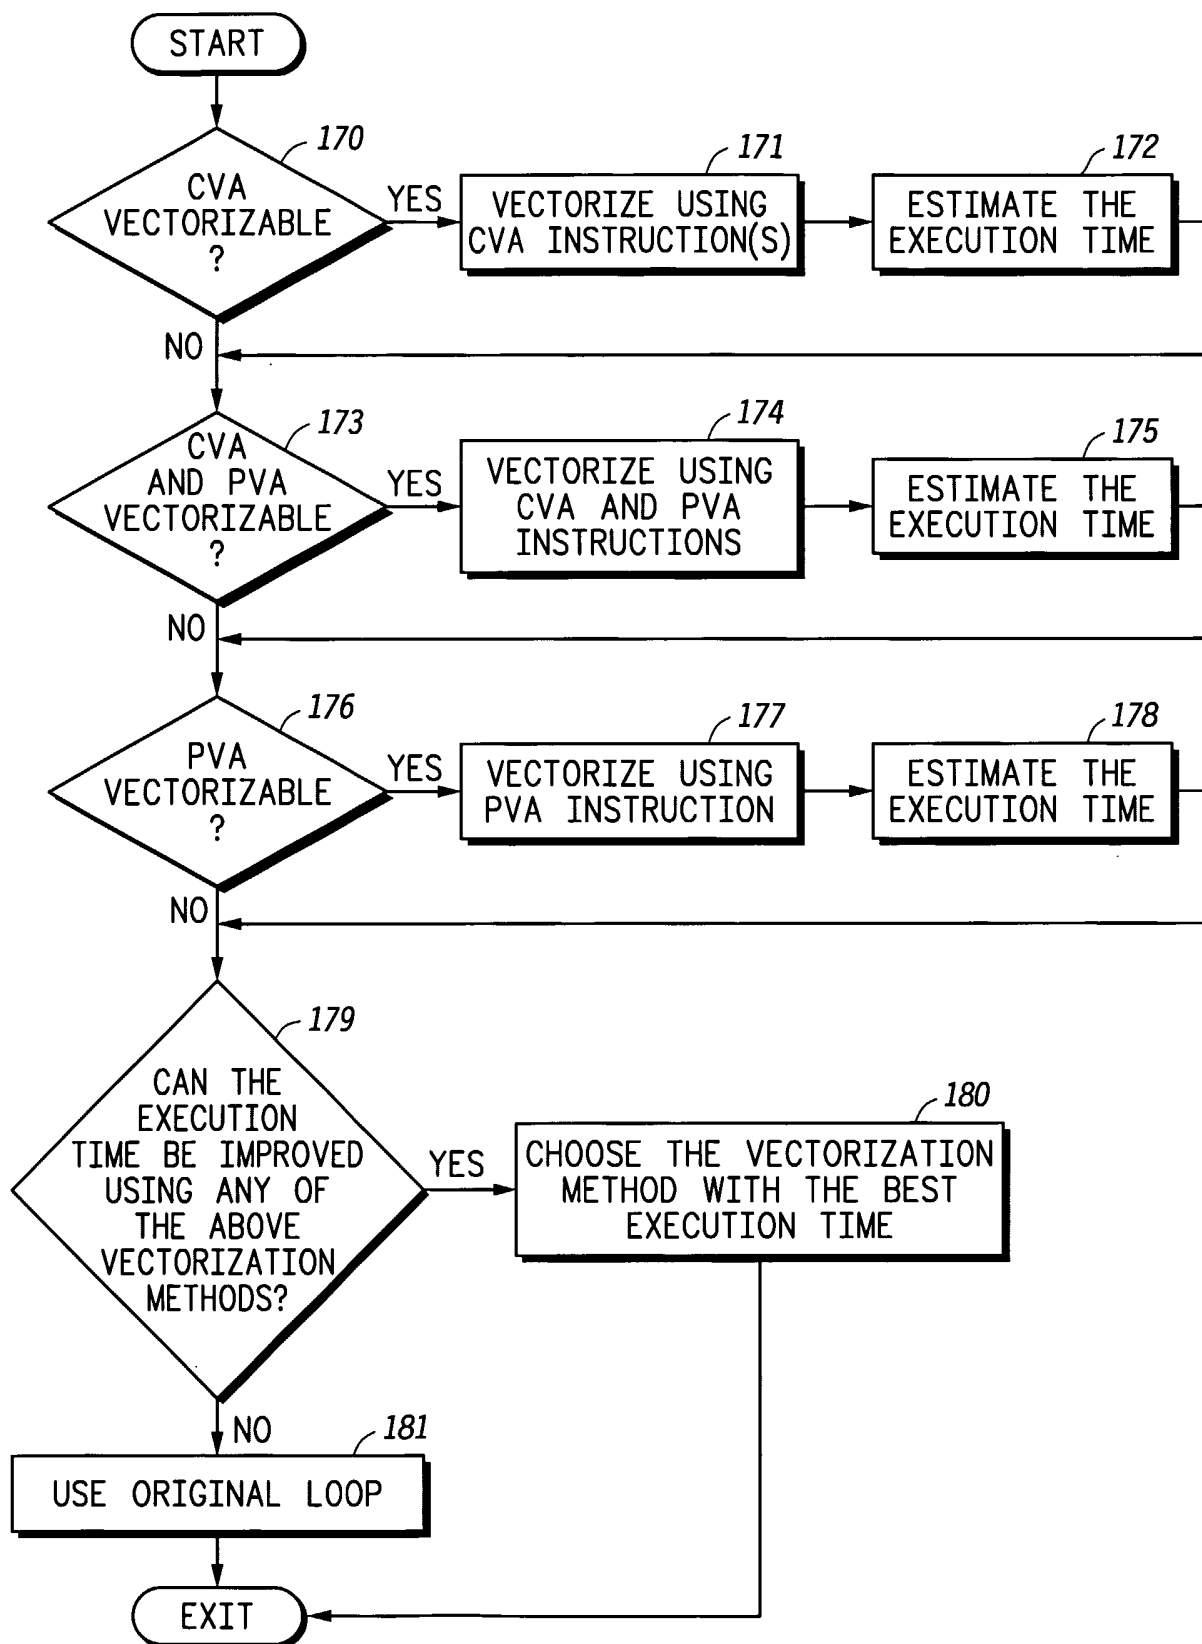 START
170
CVA
VECTORIZABLE
?
YES
171
VECTORIZE USING
CVA INSTRUCTION(S)
172
ESTIMATE THE
EXECUTION TIME
NO
173
CVA
AND PVA
VECTORIZABLE
?
YES
174
VECTORIZE USING
CVA AND PVA
INSTRUCTIONS
175
ESTIMATE THE
EXECUTION TIME
NO
176
PVA
VECTORIZABLE
?
YES
177
VECTORIZE USING
PVA INSTRUCTION
178
ESTIMATE THE
EXECUTION TIME
NO
179
CAN THE
EXECUTION
TIME BE IMPROVED
USING ANY OF
THE ABOVE
VECTORIZATION
METHODS?
YES
180
CHOOSE THE VECTORIZATION
METHOD WITH THE BEST
EXECUTION TIME
NO
181
USE ORIGINAL LOOP
EXIT